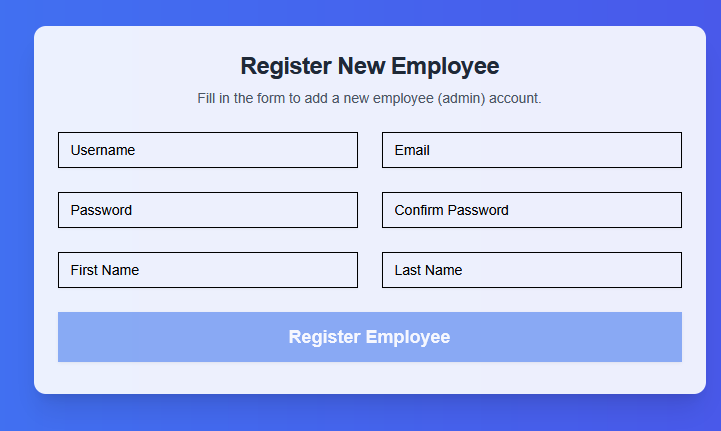 Register New Employee
Fill in the form to add a new employee (admin) account.
Username
Email
Password
Confirm Password
First Name
Last Name
Register Employee